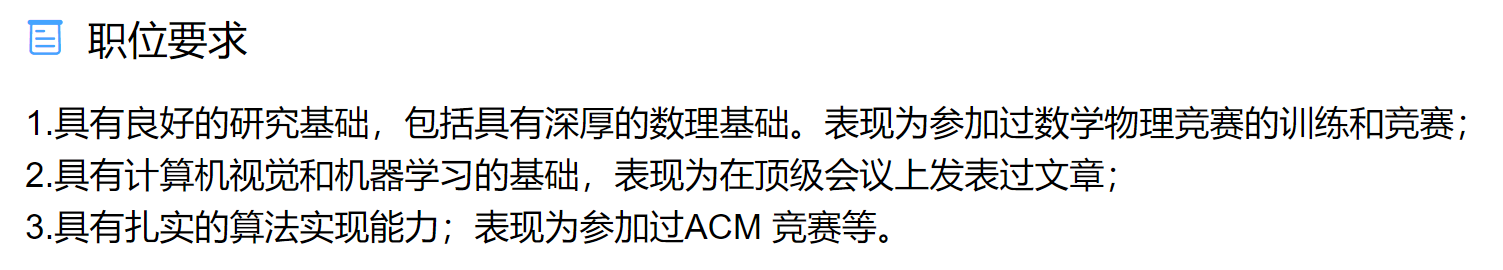 职位要求
1.具有良好的研究基础，包括具有深厚的数理基础。表现为参加过数学物理竞赛的训练和竞赛；
2.具有计算机视觉和机器学习的基础，表现为在顶级会议上发表过文章；
3.具有扎实的算法实现能力；表现为参加过ACM 竞赛等。